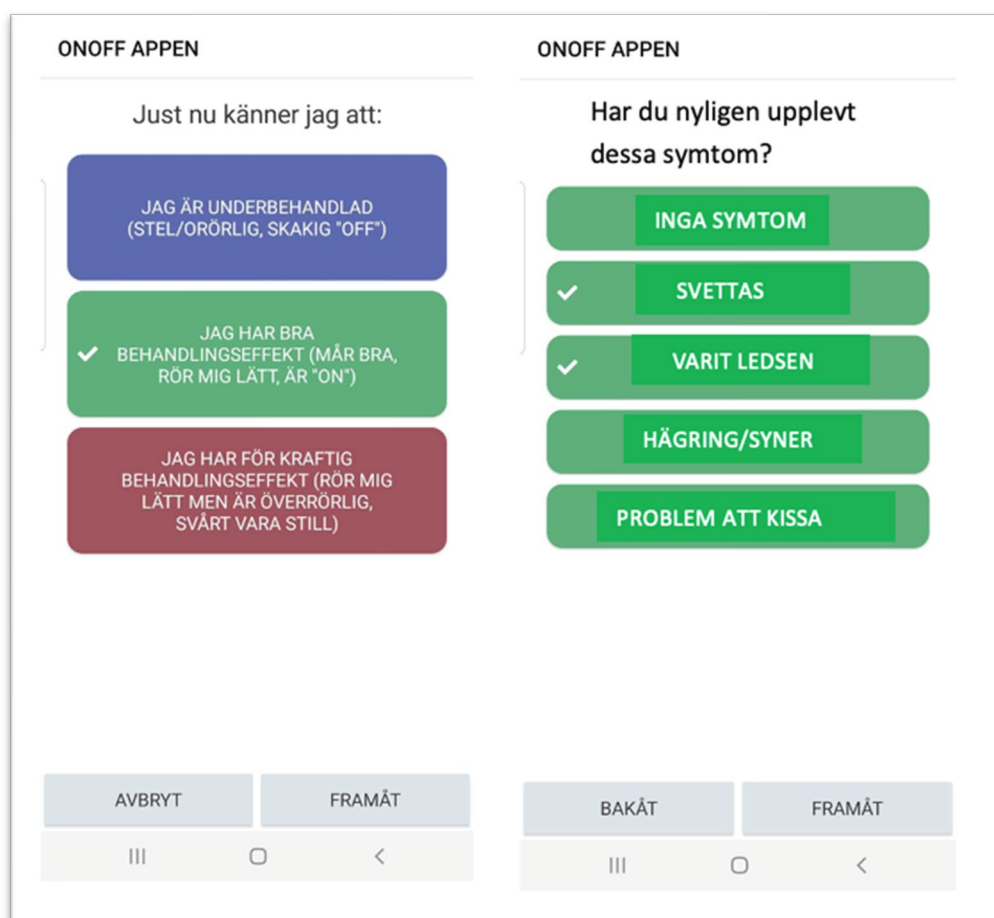 ONOFF APPEN
Just nu känner jag att:
JAG ÄR UNDERBEHANDLAD
(STEL/ORÖRLIG, SKAKIG "OFF")
JAG HAR BRA
BEHANDLINGSEFFEKT (MÅR BRA,
RÖR MIG LÄTT, ÄR "ON")
JAG HAR FÖR KRAFTIG
BEHANDLINGSEFFEKT (RÖR MIG
LÄTT MEN ÄR ÖVERRÖRLIG,
SVÅRT VARA STILL)
AVBRYT
FRAMÅT
ONOFF APPEN
Har du nyligen upplevt
dessa symtom?
INGA SYMTOM
SVETTAS
VARIT LEDSEN
HÄGRING/SYNER
PROBLEM ATT KISSA
BAKÅT
FRAMÅT